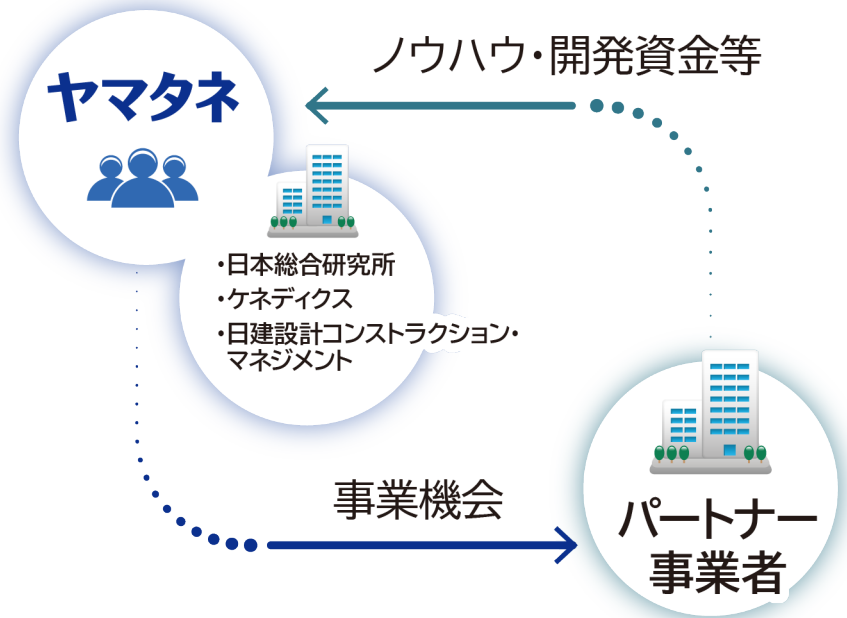 ノウハウ・開発資金等
ヤマタネ
・日本総合研究所
・ケネディクス
・日建設計コンストラクション・
マネジメント
事業機会
パートナー
事業者